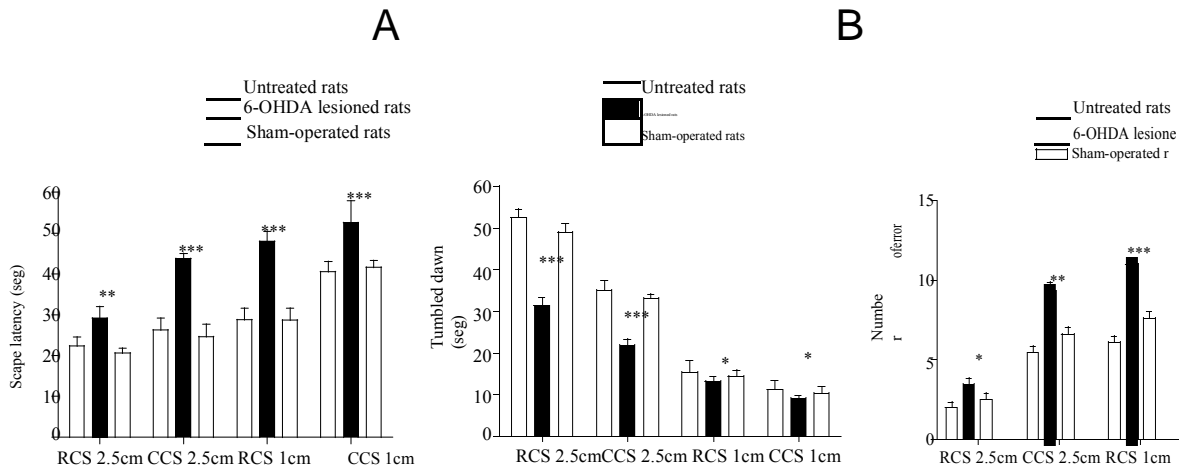 A
B
Untreated rats
6-OHDA lesioned rats
Sham-operated rats
Untreated rats
-OHDA lesioned rats
Sham-operated rats
Untreated rats
6-OHDA lesione
Sham-operated r
Scape latency (seg)
60
50
40
30
20
10
0
**
***
***
***
RCS 2.5cm CCS 2.5cm RCS 1cm CCS 1cm
Tumbled dawn
(seg)
60
50
40
30
20
10
0
***
***
*
*
RCS 2.5cm CCS 2.5cm RCS 1cm CCS 1cm
Numbe
r
oferror
15
10
5
0
*
**
***
RCS 2.5cm CCS 2.5cm RCS 1cm